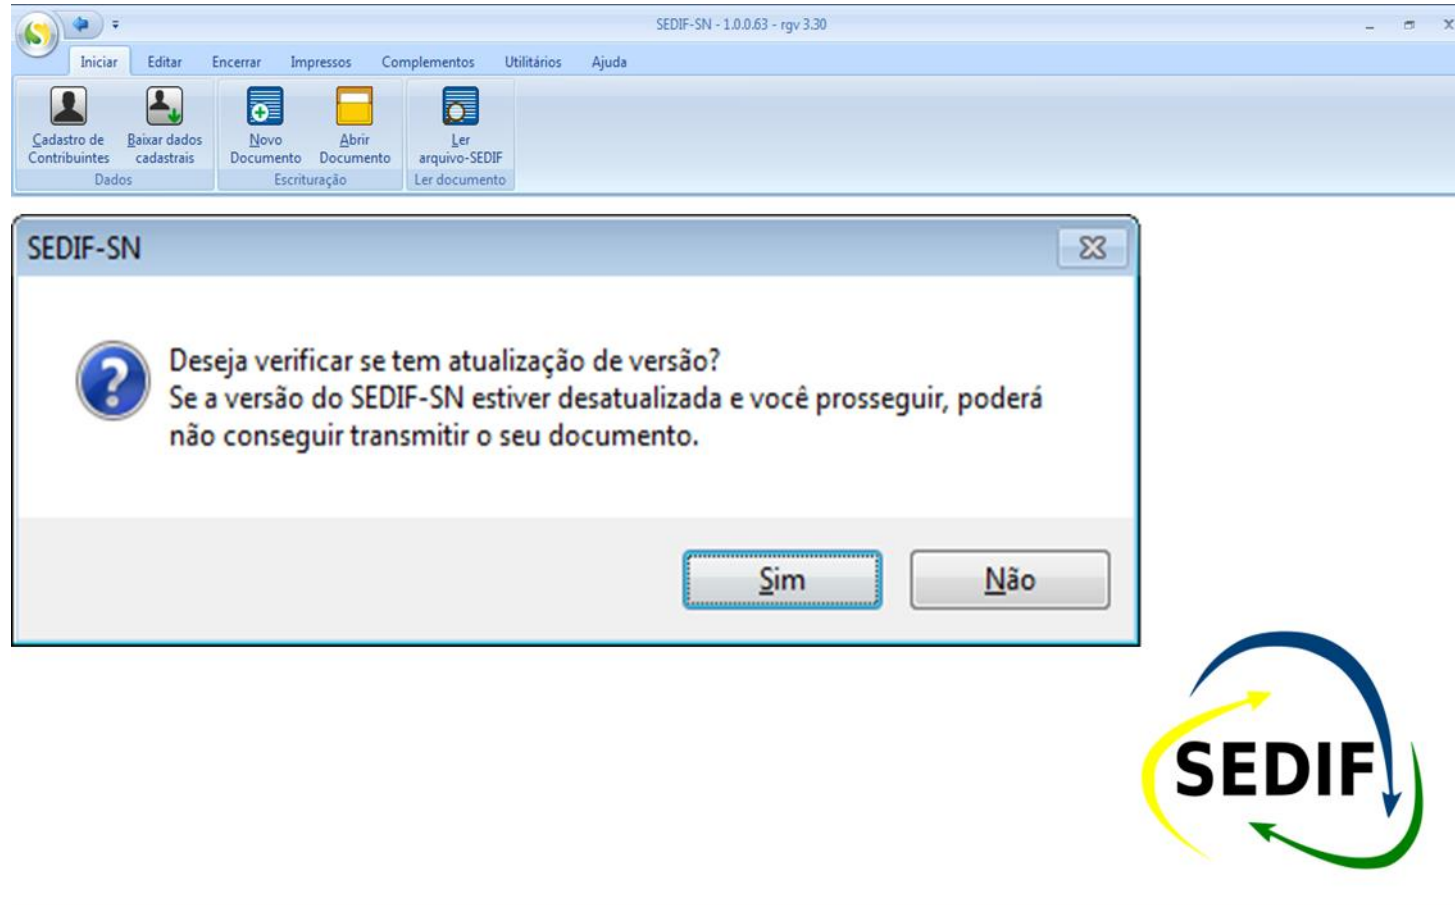 SEDIF-SN - 1.0.0.63 - rgv 3.30
Iniciar Editar Encerrar Impressos Complementos Utilitários Ajuda
Cadastro de Contribuintes
Baixar dados cadastrais
Novo Documento
Abrir Documento
Ler arquivo-SEDIF
Dados Escrituração Ler documento
SEDIF-SN
Deseja verificar se tem atualização de versão?
Se a versão do SEDIF-SN estiver desatualizada e você prosseguir, poderá
não conseguir transmitir o seu documento.
Sim Não
SEDIF